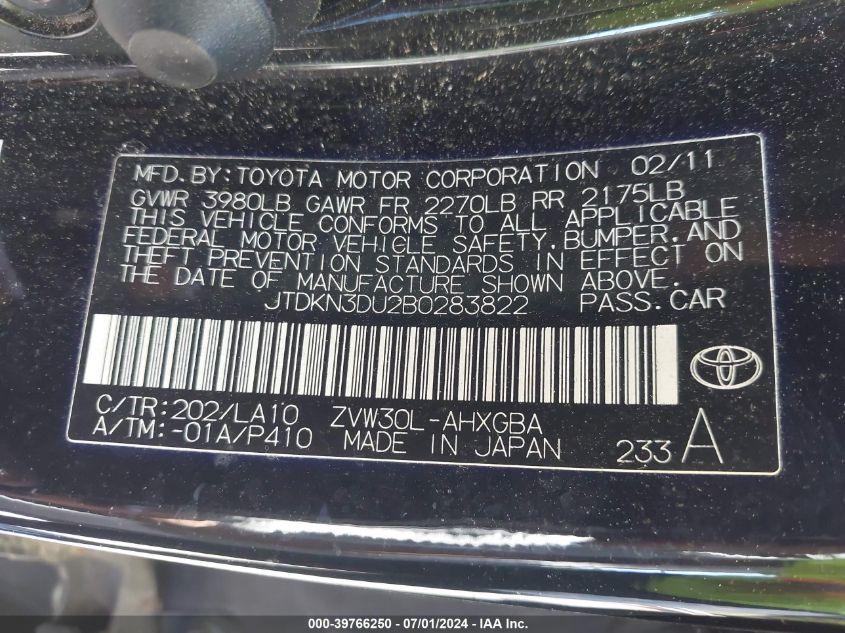 MFD. BY: TOYOTA MOTOR CORPORATION 02/11
GVWR 3980LB GAWR FR 2270LB RR 2175LB
THIS VEHICLE CONFORMS TO ALL APPLICABLE
FEDERAL MOTOR VEHICLE SAFETY, BUMPER, AND
THEFT PREVENTION STANDARDS IN EFFECT ON
THE DATE OF MANUFACTURE SHOWN ABOVE.
JTDKN3DU2B0283822 PASS. CAR
C/TR: 202/LA10 ZVW30L-AHXGBA
A/TM: -01A/P410 MADE IN JAPAN 233 A
000-39766250 - 07/01/2024 - IAAI.COM